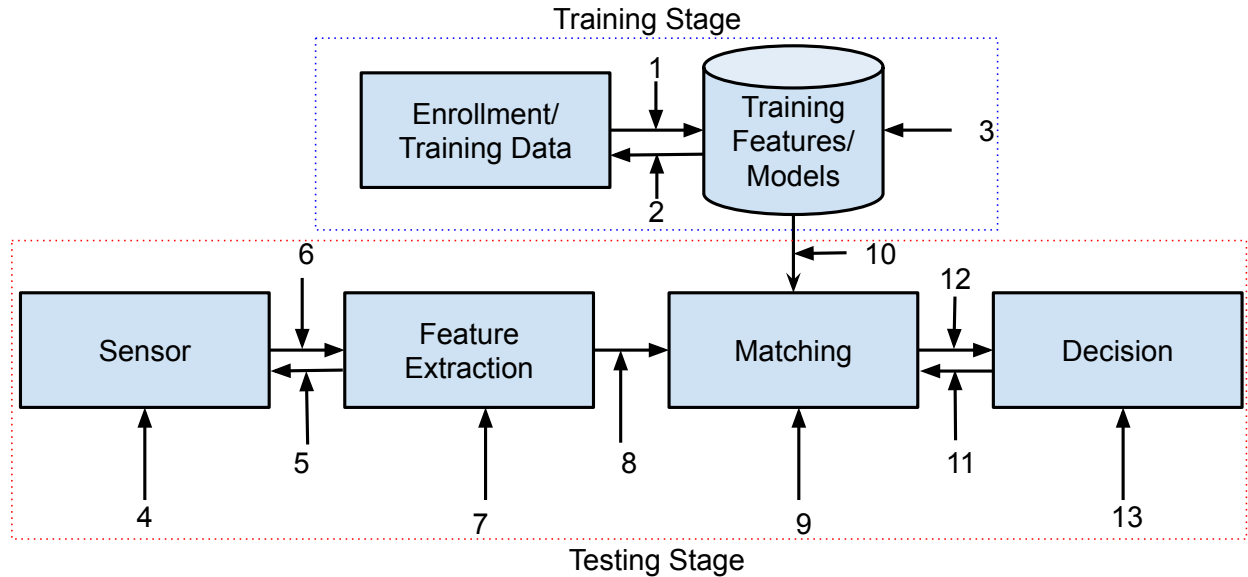 Training Stage
1
Enrollment/
Training Data
Training
Features/
Models
3
2
6
10
12
Sensor
Feature
Extraction
Matching
Decision
5
8
11
4
7
9
13
Testing Stage